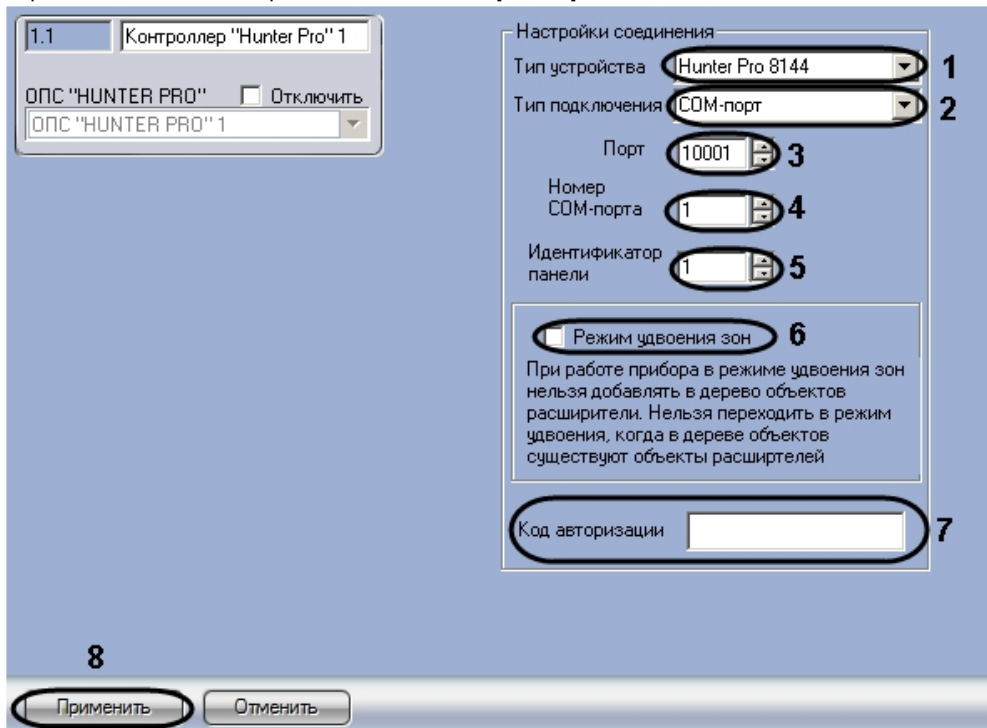 1.1 Контроллер "Hunter Pro" 1
ОПС "HUNTER PRO" Отключить
ОПС "HUNTER PRO" 1
Настройки соединения
Тип устройства Hunter Pro 8144 1
Тип подключения COM-порт 2
Порт 10001 3
Номер
COM-порта 1 4
Идентификатор
панели 1 5
Режим удвоения зон 6
При работе прибора в режиме удвоения зон
нельзя добавлять в дерево объектов
расширители. Нельзя переходить в режим
удвоения, когда в дереве объектов
существуют объекты расширтелей
Код авторизации 7
8
Применить Отменить